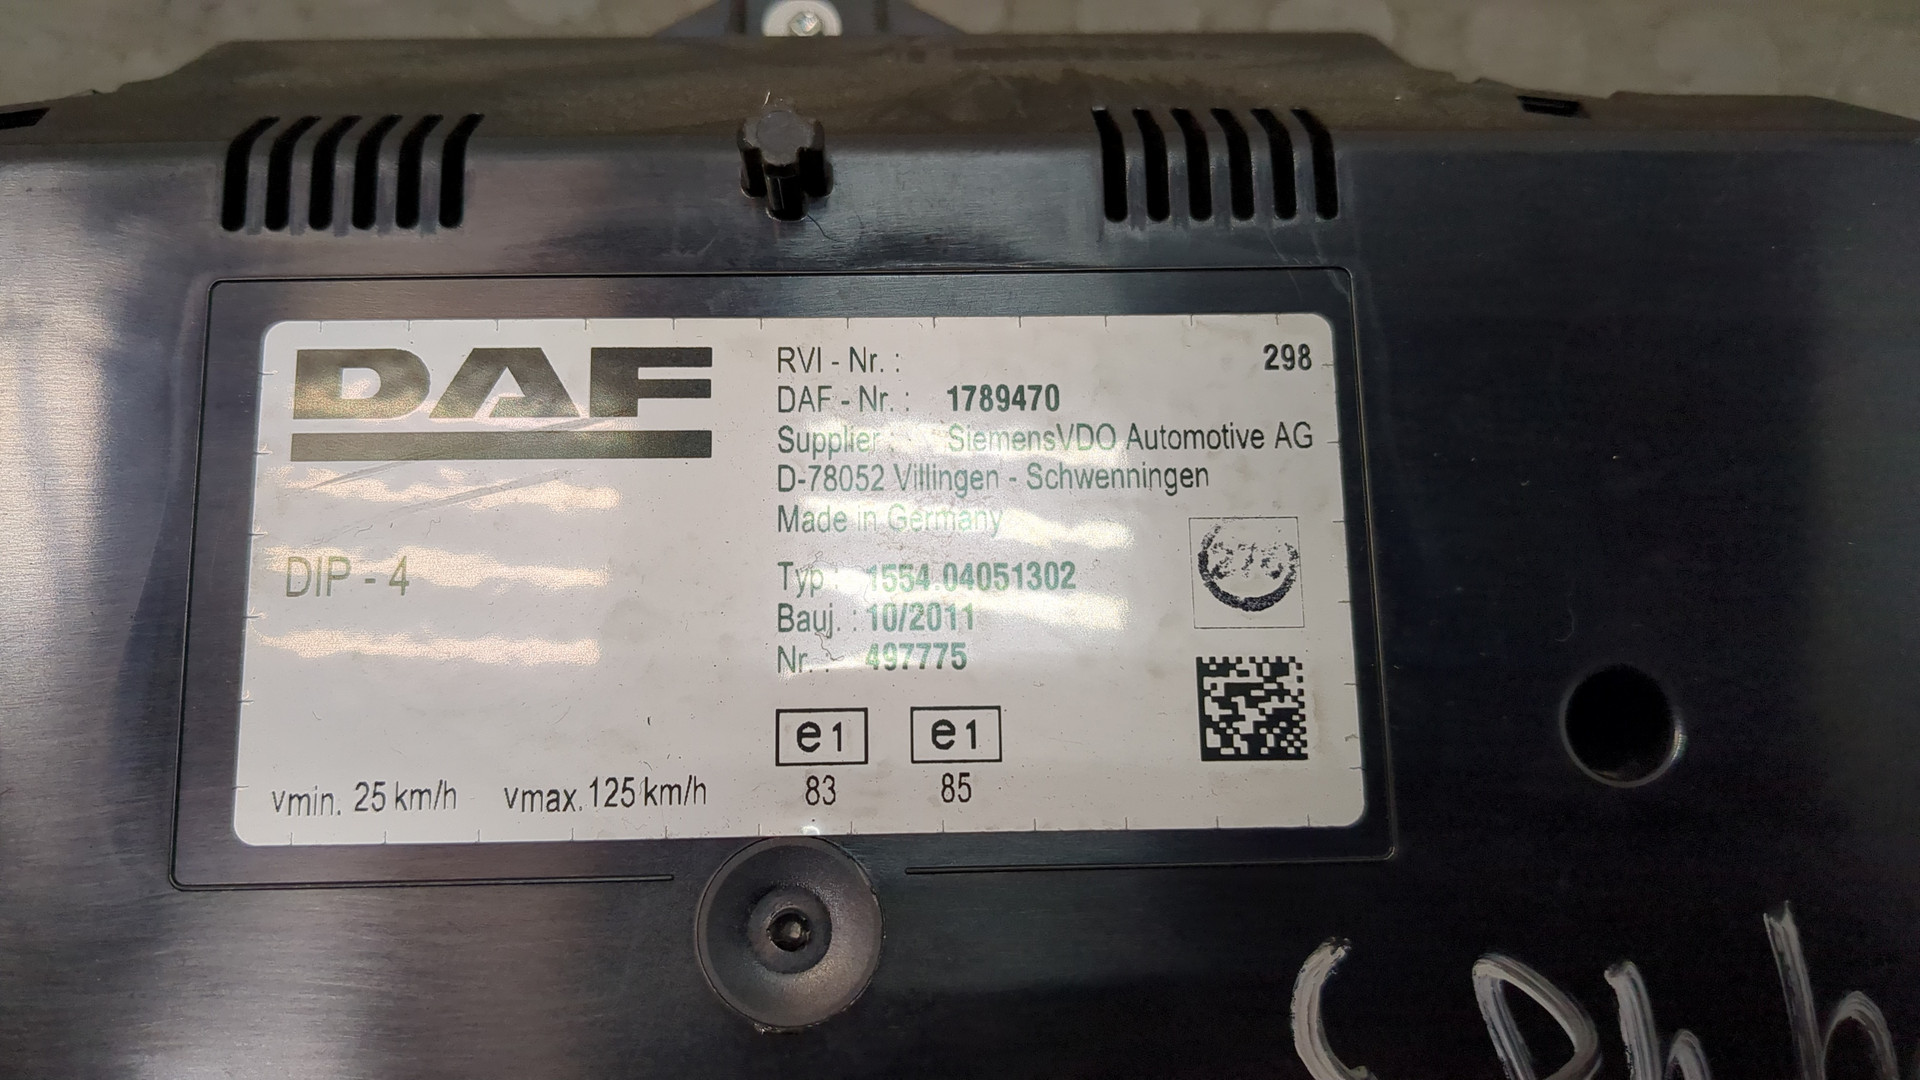 DAF
RVI - Nr. : 298
DAF - Nr. : 1789470
Supplier : SiemensVDO Automotive AG
D-78052 Villingen - Schwenningen
Made in Germany
DIP - 4
Typ : 1554.04051302
Bauj. : 10/2011
Nr. : 497775
e1 e1
83 85
vmin. 25 km/h vmax. 125 km/h